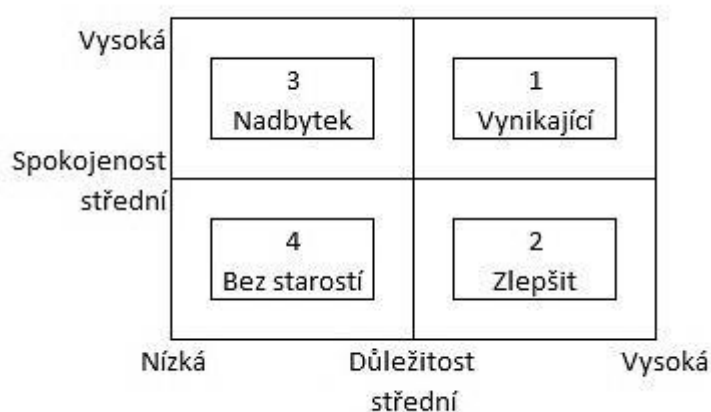 Vysoká
3
Nadbytek
1
Vynikající
Spokojenost
střední
4
Bez starostí
2
Zlepšit
Nízká
Důležitost
střední
Vysoká